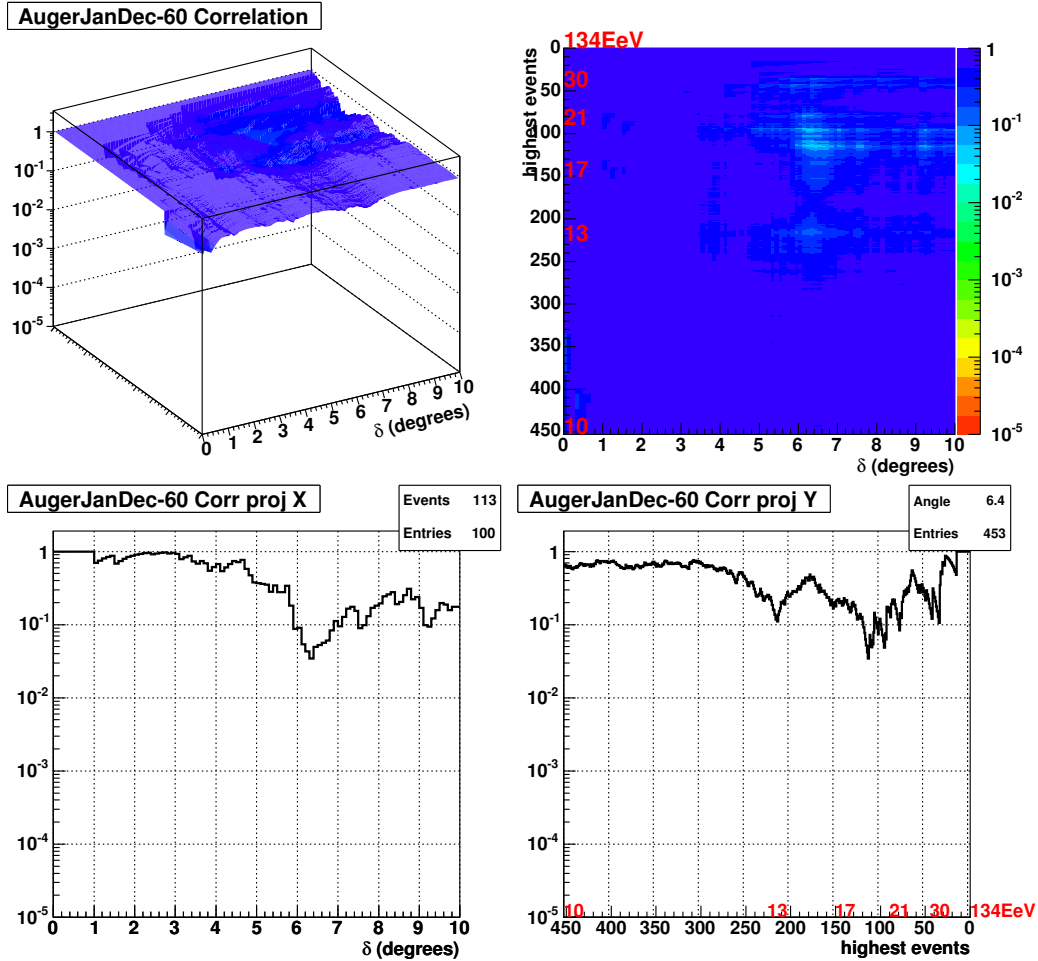 AugerJanDec-60 Correlation
1
10-1
10-2
10-3
10-4
10-5
0 1 2 3 4 5 6 7 8 9 10
δ (degrees)
highest events
0
50
100
150
200
250
300
350
400
450
134EeV
30
21
17
13
10
0 1 2 3 4 5 6 7 8 9 10
δ (degrees)
1
10-1
10-2
10-3
10-4
10-5
AugerJanDec-60 Corr proj X
Events 113
Entries 100
1
10-1
10-2
10-3
10-4
10-5
0 1 2 3 4 5 6 7 8 9 10
δ (degrees)
AugerJanDec-60 Corr proj Y
Angle 6.4
Entries 453
1
10-1
10-2
10-3
10-4
10-5
10 13 17 21 30 134EeV
450 400 350 300 250 200 150 100 50 0
highest events